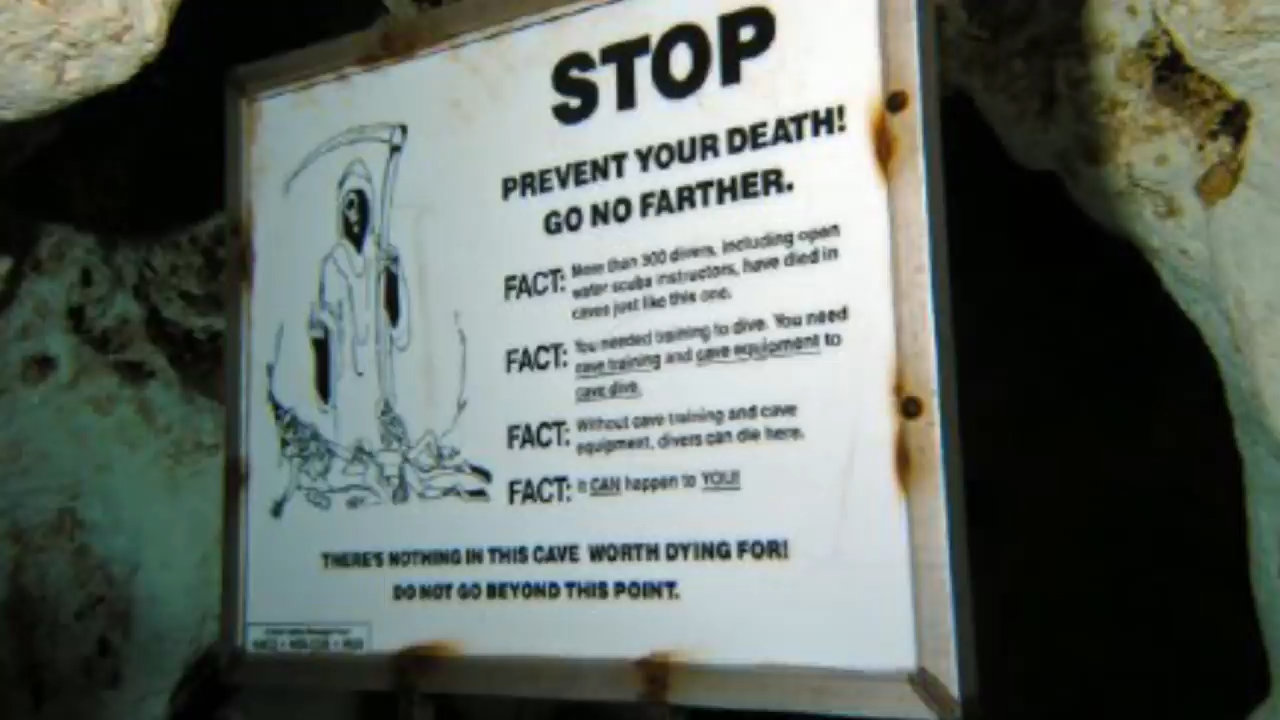 STOP
PREVENT YOUR DEATH!
GO NO FARTHER.
FACT: More than 300 divers, including open
water scuba instructors, have died in
caves just like this one.
FACT: You needed training to dive. You need
cave training and cave equipment to
cave dive.
FACT: Without cave training and cave
equipment, divers can die here.
FACT: It CAN happen to YOU!
THERE'S NOTHING IN THIS CAVE WORTH DYING FOR!
DO NOT GO BEYOND THIS POINT.